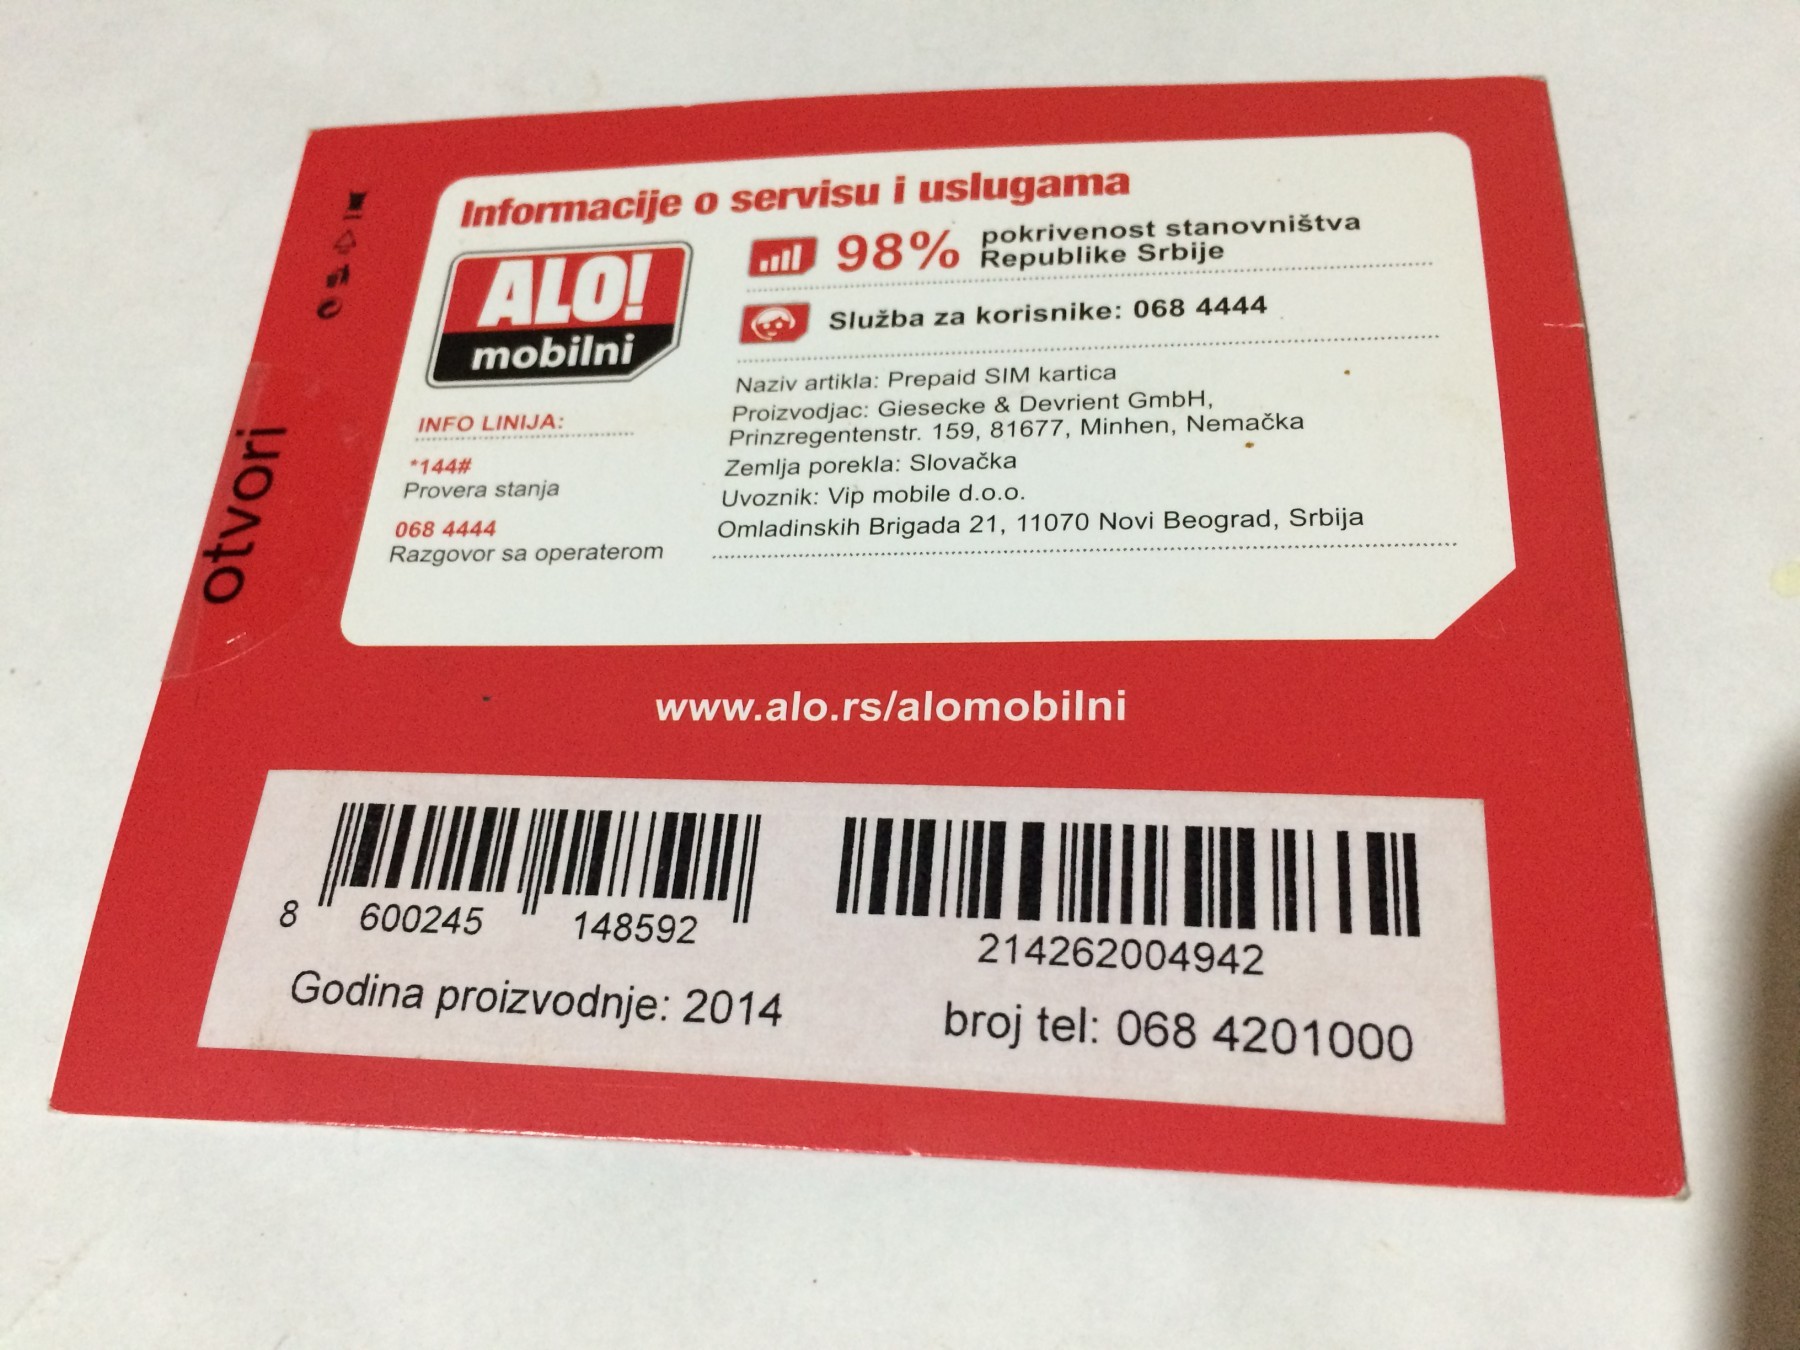 Informacije o servisu i uslugama
ALO!
mobilni
98%
pokrivenost stanovništva
Republike Srbije
Služba za korisnike: 068 4444
INFO LINIJA:
*144#
Provera stanja
068 4444
Razgovor sa operaterom
Naziv artikla: Prepaid SIM kartica
Proizvodjac: Giesecke & Devrient GmbH,
Prinzregentenstr. 159, 81677, Minhen, Nemačka
Zemlja porekla: Slovačka
Uvoznik: Vip mobile d.o.o.
Omladinskih Brigada 21, 11070 Novi Beograd, Srbija
otvori
www.alo.rs/alomobilni
8 600245 148592
214262004942
Godina proizvodnje: 2014
broj tel: 068 4201000